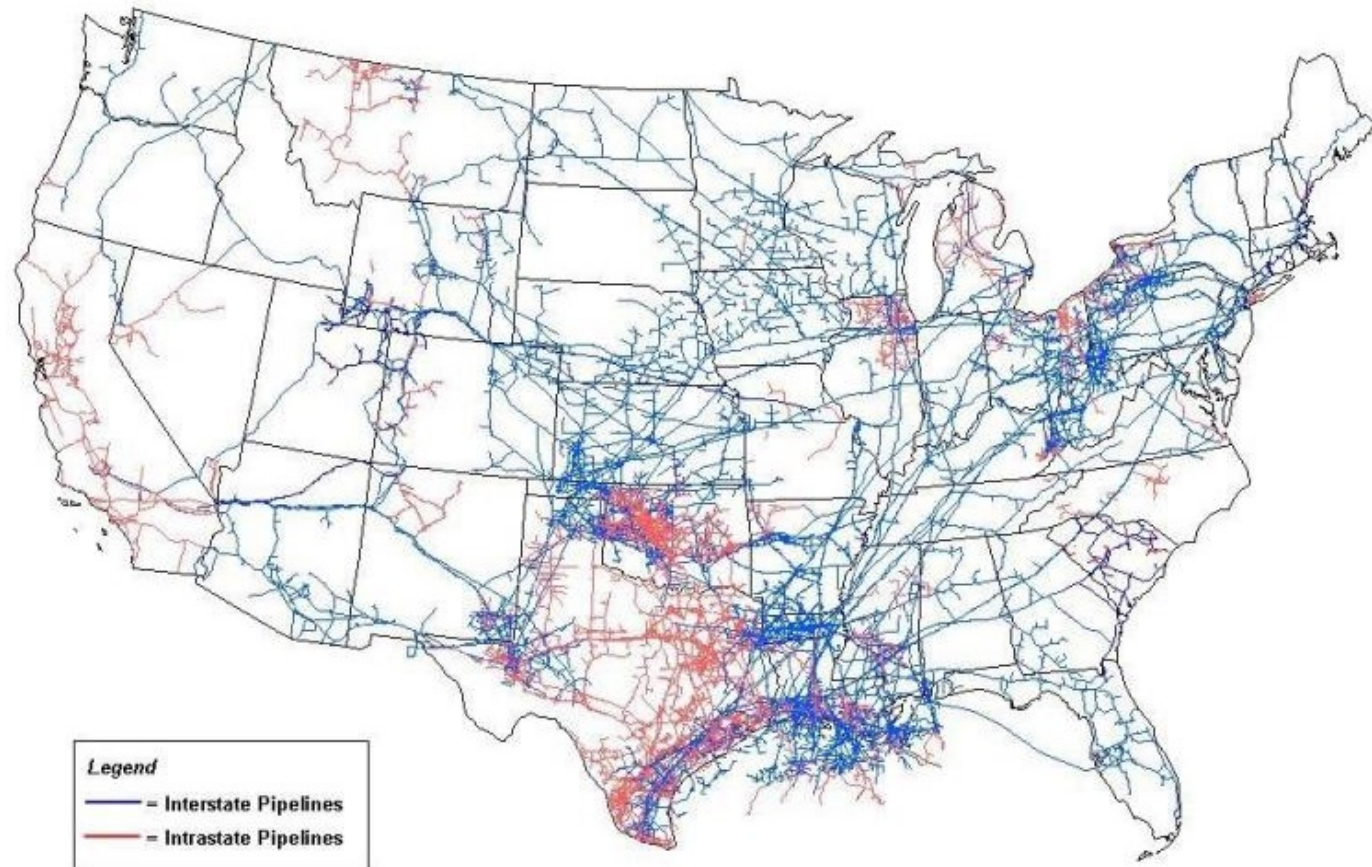 Legend
= Interstate Pipelines
= Intrastate Pipelines